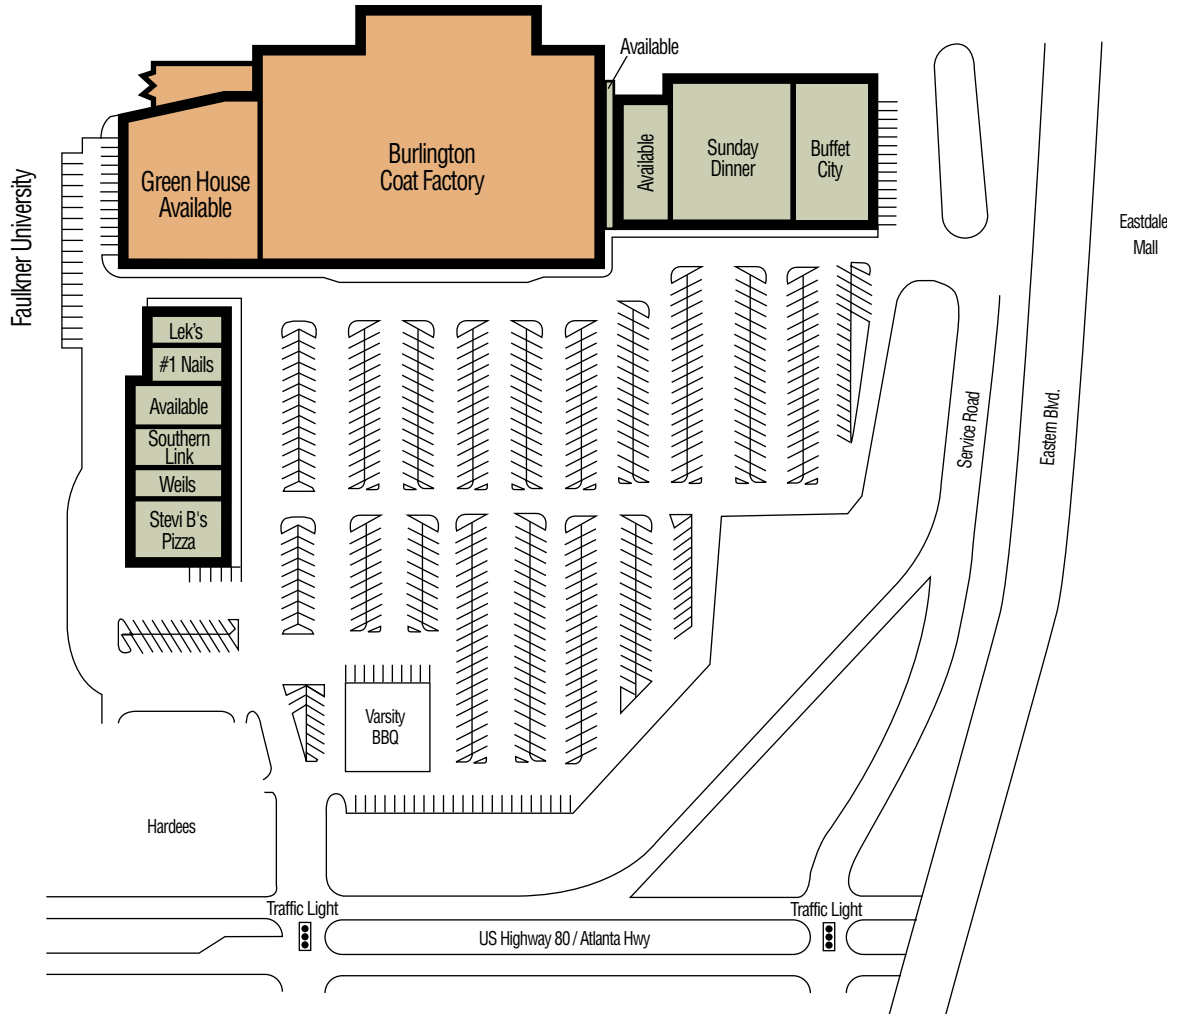 Available
Faulkner University
Green House
Available
Burlington
Coat Factory
Available
Sunday
Dinner
Buffet
City
Eastdale
Mall
Lek's
#1 Nails
Available
Southern
Link
Weils
Stevi B's
Pizza
Service Road
Eastern Blvd.
Varsity
BBQ
Hardees
Traffic Light
Traffic Light
US Highway 80 / Atlanta Hwy